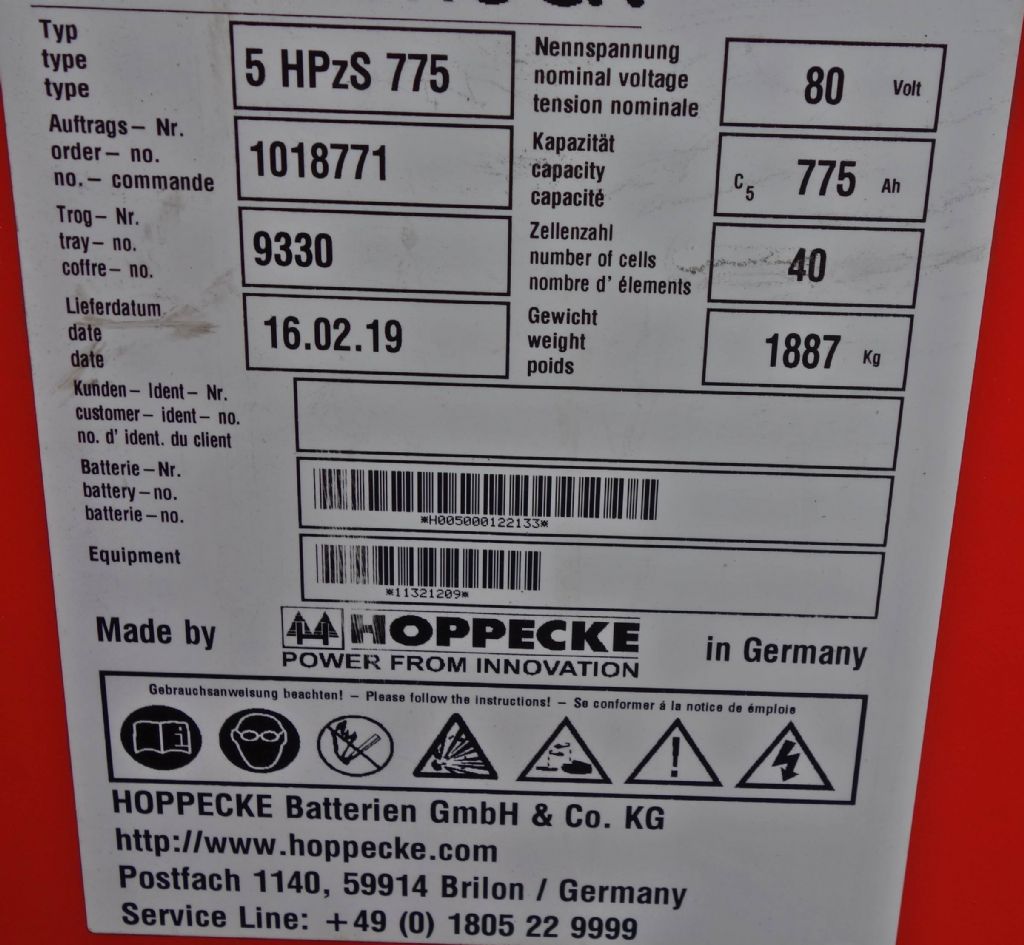 Typ
type
type
5 HPzS 775
Nennspannung
nominal voltage
tension nominale
80 Volt
Auftrags- Nr.
order- no.
no.- commande
1018771
Kapazität
capacity
capacité
C5 775 Ah
Trog- Nr.
tray- no.
coffre- no.
9330
Zellenzahl
number of cells
nombre d' élements
40
Lieferdatum
date
date
16.02.19
Gewicht
weight
poids
1887 Kg
Kunden- Ident- Nr.
customer- ident- no.
no. d' ident. du client
Batterie-Nr.
battery-no.
batterie-no.
*H005000122133*
Equipment
*11321209*
Made by
HOPPECKE
POWER FROM INNOVATION
in Germany
Gebrauchsanweisung beachten! - Please follow the instructions! - Se conformer á la notice de émploie
HOPPECKE Batterien GmbH & Co. KG
http://www.hoppecke.com
Postfach 1140, 59914 Brilon / Germany
Service Line: +49 (0) 1805 22 9999